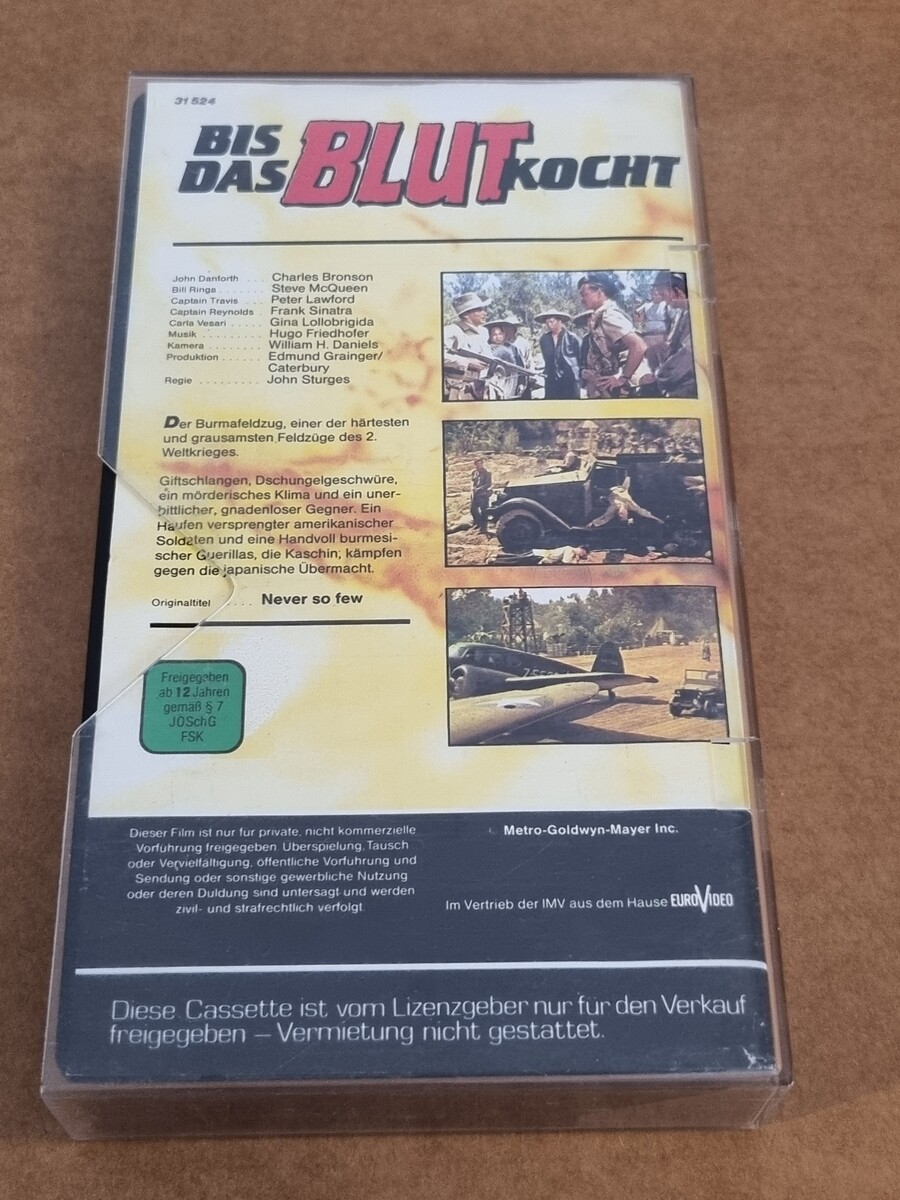 31 524
BIS
DAS BLUT KOCHT
John Danforth . . . Charles Bronson
Bill Rings . . . . . . . Steve McQueen
Captain Travis . . . Peter Lawford
Captain Reynolds Frank Sinatra
Carla Vesari . . . . . Gina Lollobrigida
Musik . . . . . . . . . Hugo Friedhofer
Kamera . . . . . . . . William H. Daniels
Produktion . . . . . . Edmund Grainger/
Caterbury
Regie . . . . . . . . . John Sturges
Der Burmafeldzug, einer der härtesten
und grausamsten Feldzüge des 2.
Weltkrieges.
Giftschlangen, Dschungelgeschwüre,
ein mörderisches Klima und ein uner-
bittlicher, gnadenloser Gegner. Ein
Haufen versprengter amerikanischer
Soldaten und eine Handvoll burmesi-
scher Guerillas, die Kaschin, kämpfen
gegen die japanische Übermacht.
Originaltitel . . . . Never so few
Freigegeben
ab 12 Jahren
gemäß § 7
JÖSchG
FSK
Dieser Film ist nur für private, nicht kommerzielle
Vorführung freigegeben. Überspielung, Tausch
oder Vervielfältigung, öffentliche Vorführung und
Sendung oder sonstige gewerbliche Nutzung
oder deren Duldung sind untersagt und werden
zivil- und strafrechtlich verfolgt.
Metro-Goldwyn-Mayer Inc.
Im Vertrieb der IMV aus dem Hause EUROVIDEO
Diese Cassette ist vom Lizenzgeber nur für den Verkauf
freigegeben – Vermietung nicht gestattet.